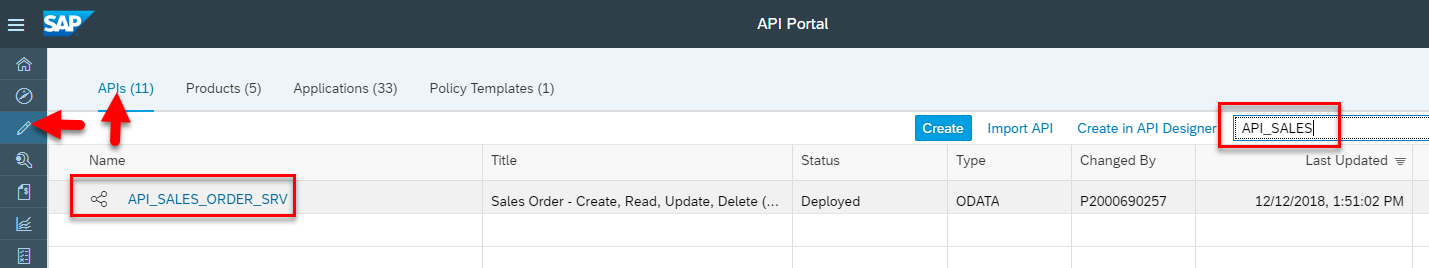 SAP API Portal
APIs (11) Products (5) Applications (33) Policy Templates (1)
Create Import API Create in API Designer API_SALES
Name Title Status Type Changed By Last Updated
API_SALES_ORDER_SRV Sales Order - Create, Read, Update, Delete (... Deployed ODATA P2000690257 12/12/2018, 1:51:02 PM